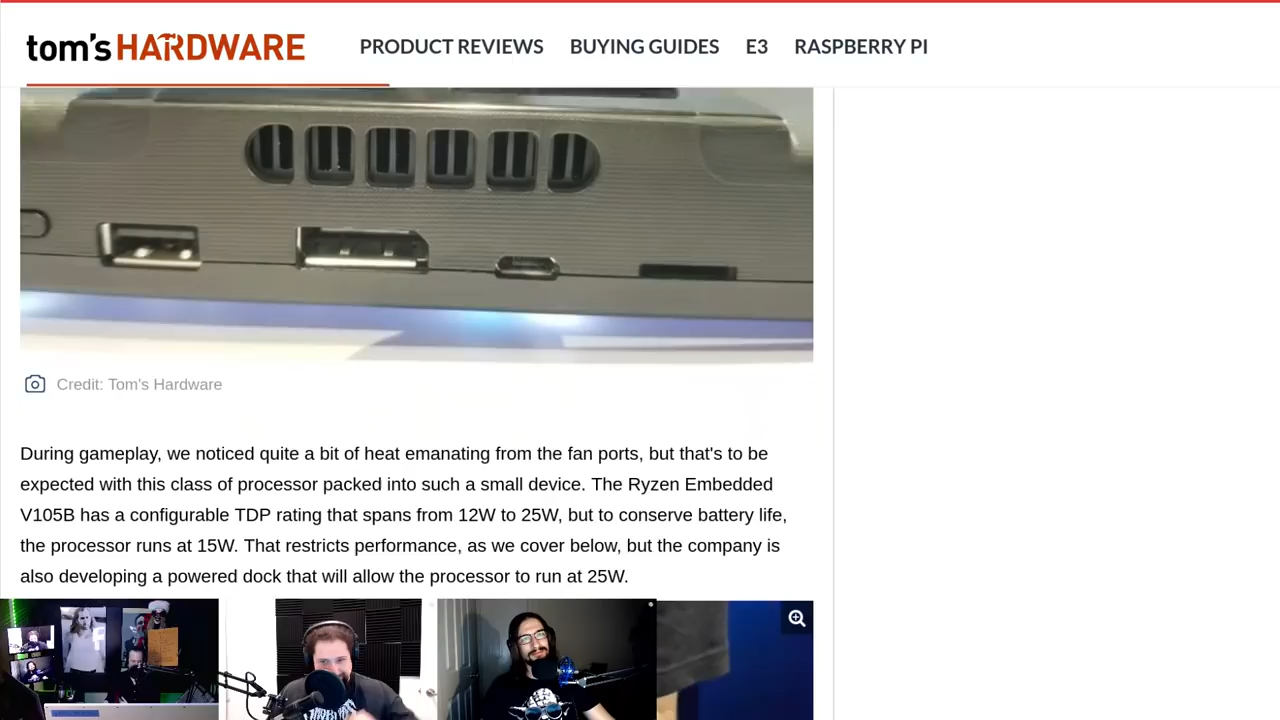 tom's HARDWARE
PRODUCT REVIEWS BUYING GUIDES E3 RASPBERRY PI
Credit: Tom's Hardware
During gameplay, we noticed quite a bit of heat emanating from the fan ports, but that's to be
expected with this class of processor packed into such a small device. The Ryzen Embedded
V105B has a configurable TDP rating that spans from 12W to 25W, but to conserve battery life,
the processor runs at 15W. That restricts performance, as we cover below, but the company is
also developing a powered dock that will allow the processor to run at 25W.